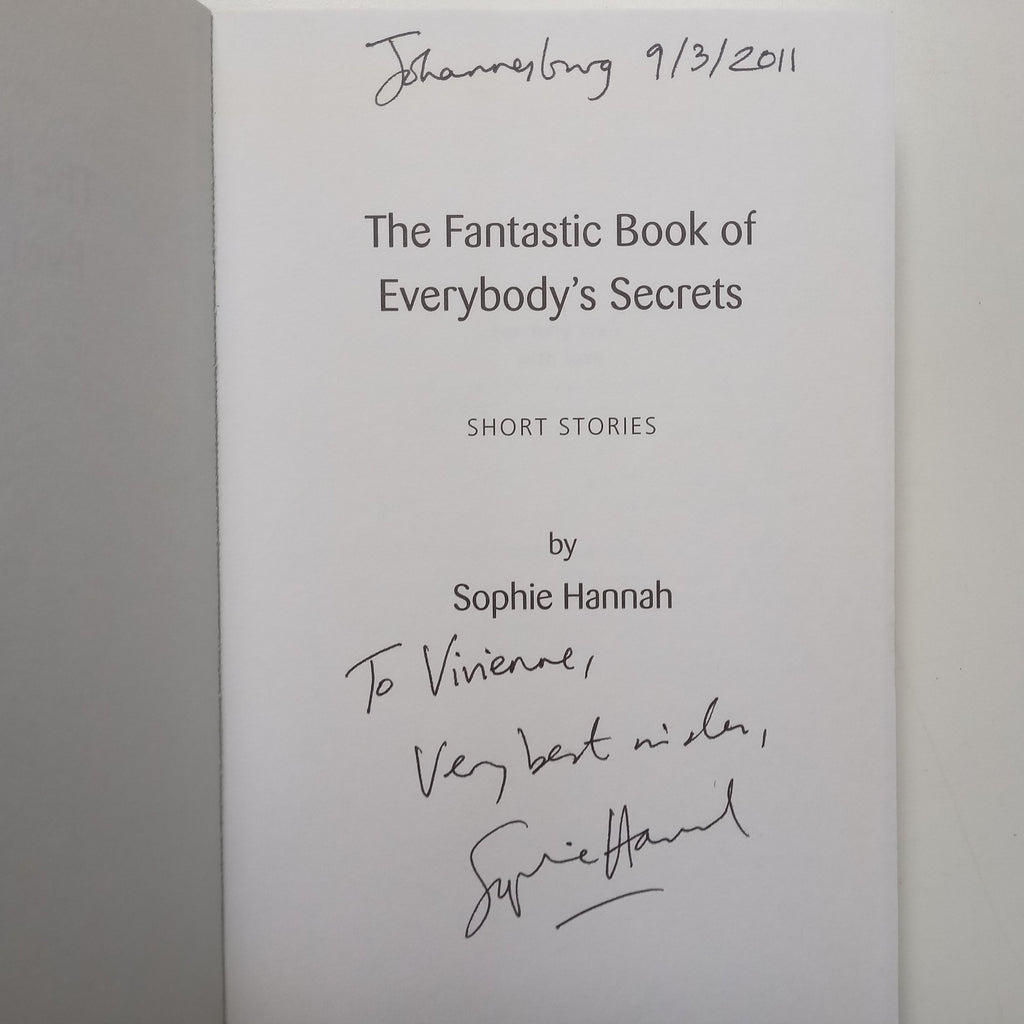 Johannesburg 9/3/2011
The Fantastic Book of
Everybody's Secrets
SHORT STORIES
by
Sophie Hannah
To Vivienne,
Very best wishes,
Sophie Hannah